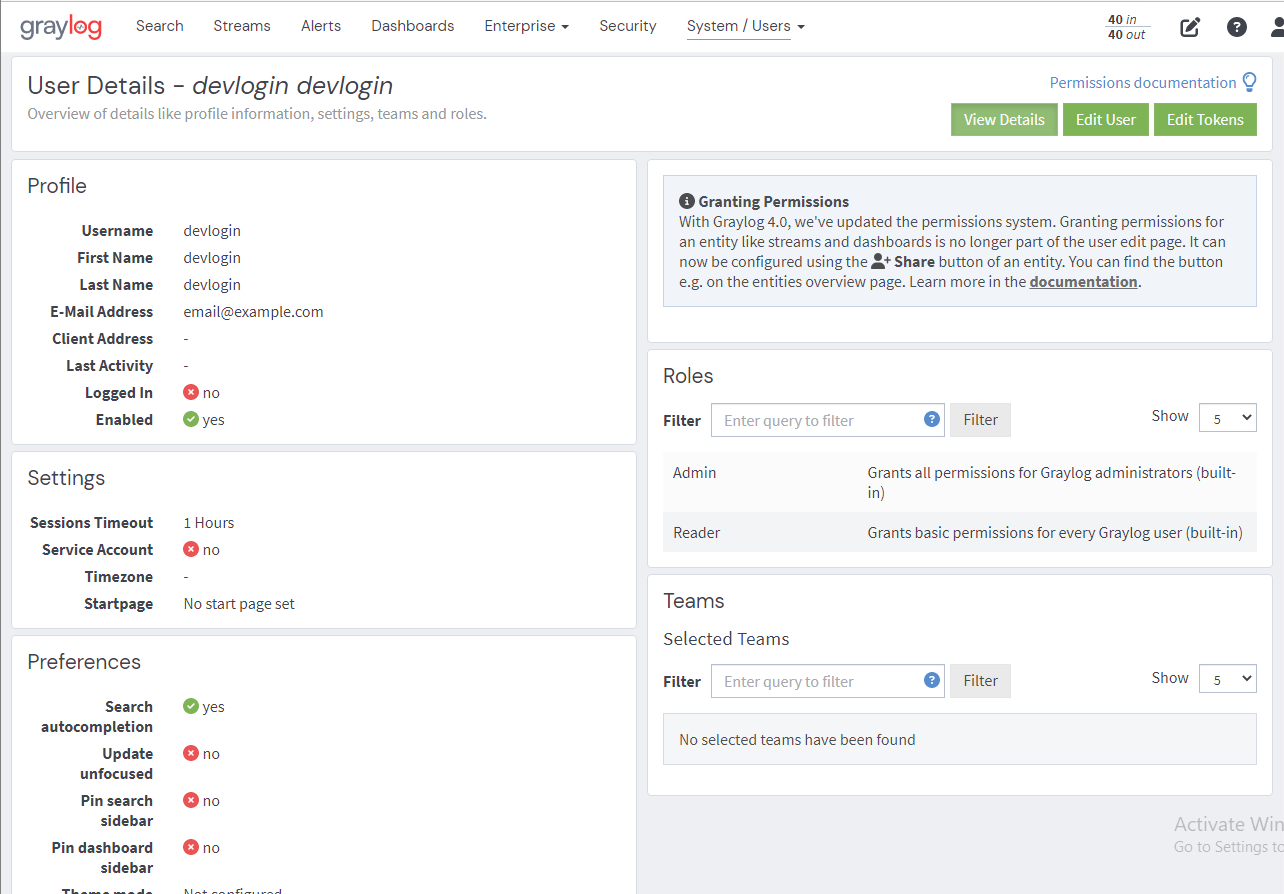 graylog Search Streams Alerts Dashboards Enterprise Security System / Users 40 in
40 out
User Details – devlogin devlogin
Overview of details like profile information, settings, teams and roles.
Permissions documentation
View Details Edit User Edit Tokens
Profile
Username devlogin
First Name devlogin
Last Name devlogin
E-Mail Address email@example.com
Client Address -
Last Activity -
Logged In no
Enabled yes
Settings
Sessions Timeout 1 Hours
Service Account no
Timezone -
Startpage No start page set
Preferences
Search
autocompletion yes
Update
unfocused no
Pin search
sidebar no
Pin dashboard
sidebar no
Theme mode Not configured
Granting Permissions
With Graylog 4.0, we've updated the permissions system. Granting permissions for
an entity like streams and dashboards is no longer part of the user edit page. It can
now be configured using the Share button of an entity. You can find the button
e.g. on the entities overview page. Learn more in the documentation.
Roles
Filter Enter query to filter ? Filter Show 5
Admin Grants all permissions for Graylog administrators (built-
in)
Reader Grants basic permissions for every Graylog user (built-in)
Teams
Selected Teams
Filter Enter query to filter ? Filter Show 5
No selected teams have been found
Activate Win
Go to Settings to